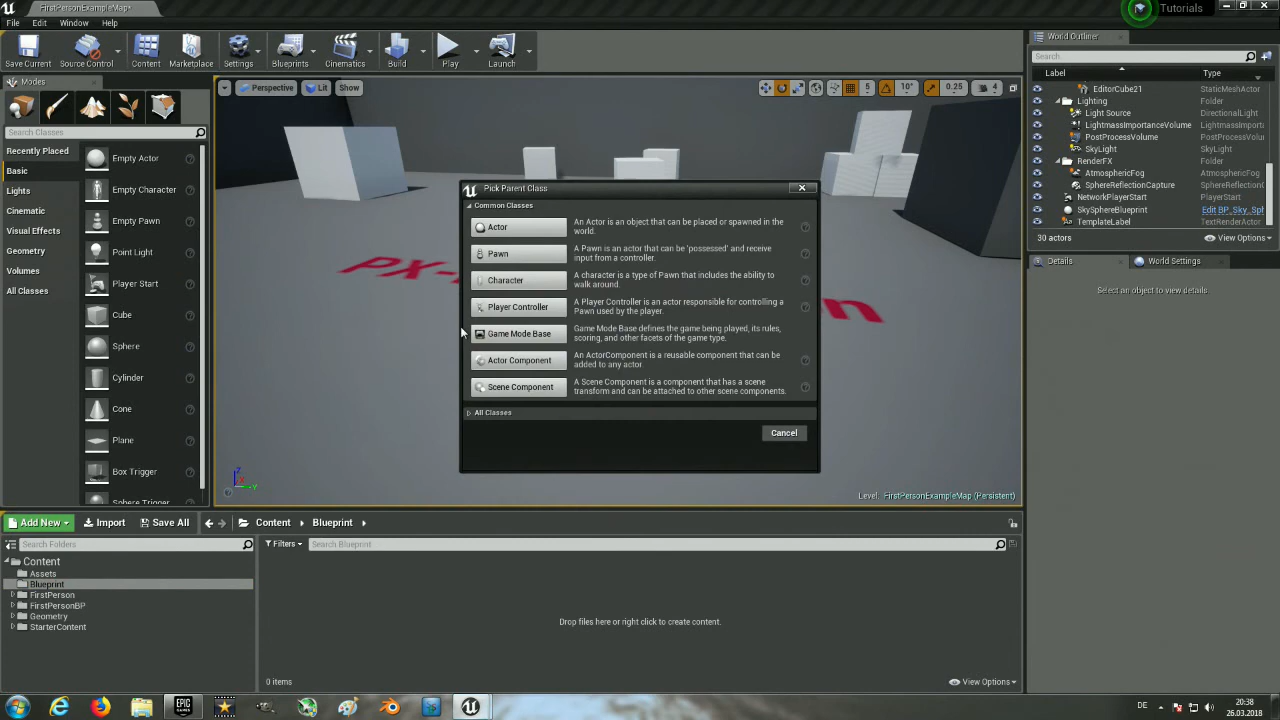 FirstPersonExampleMap*
Tutorials
File Edit Window Help
Save Current
Source Control
Content
Marketplace
Settings
Blueprints
Cinematics
Build
Play
Launch
Modes
Search Classes
Recently Placed
Basic
Lights
Cinematic
Visual Effects
Geometry
Volumes
All Classes
Empty Actor
Empty Character
Empty Pawn
Point Light
Player Start
Cube
Sphere
Cylinder
Cone
Plane
Box Trigger
Sphere Trigger
Perspective
Lit
Show
5
10°
0.25
4
Pick Parent Class
Common Classes
Actor
An Actor is an object that can be placed or spawned in the
world.
Pawn
A Pawn is an actor that can be 'possessed' and receive
input from a controller.
Character
A character is a type of Pawn that includes the ability to
walk around.
Player Controller
A Player Controller is an actor responsible for controlling a
Pawn used by the player.
Game Mode Base
Game Mode Base defines the game being played, its rules,
scoring, and other facets of the game type.
Actor Component
An ActorComponent is a reusable component that can be
added to any actor.
Scene Component
A Scene Component is a component that has a scene
transform and can be attached to other scene components.
All Classes
Cancel
Level: FirstPersonExampleMap (Persistent)
World Outliner
Search
Label Type
EditorCube21 StaticMeshActor
Lighting Folder
Light Source DirectionalLight
LightmassImportanceVolume LightmassImporta
PostProcessVolume PostProcessVolume
SkyLight SkyLight
RenderFX Folder
AtmosphericFog AtmosphericFog
SphereReflectionCapture SphereReflection
NetworkPlayerStart PlayerStart
SkySphereBlueprint Edit BP_Sky_Sph
TemplateLabel TextRenderActor
30 actors
View Options
Details
World Settings
Select an object to view details.
Add New
Import
Save All
Content
Blueprint
Search Folders
Filters
Search Blueprint
Content
Assets
Blueprint
FirstPerson
FirstPersonBP
Geometry
StarterContent
Drop files here or right click to create content.
0 items
View Options
EPIC
GAMES
DE
20:38
26.03.2018